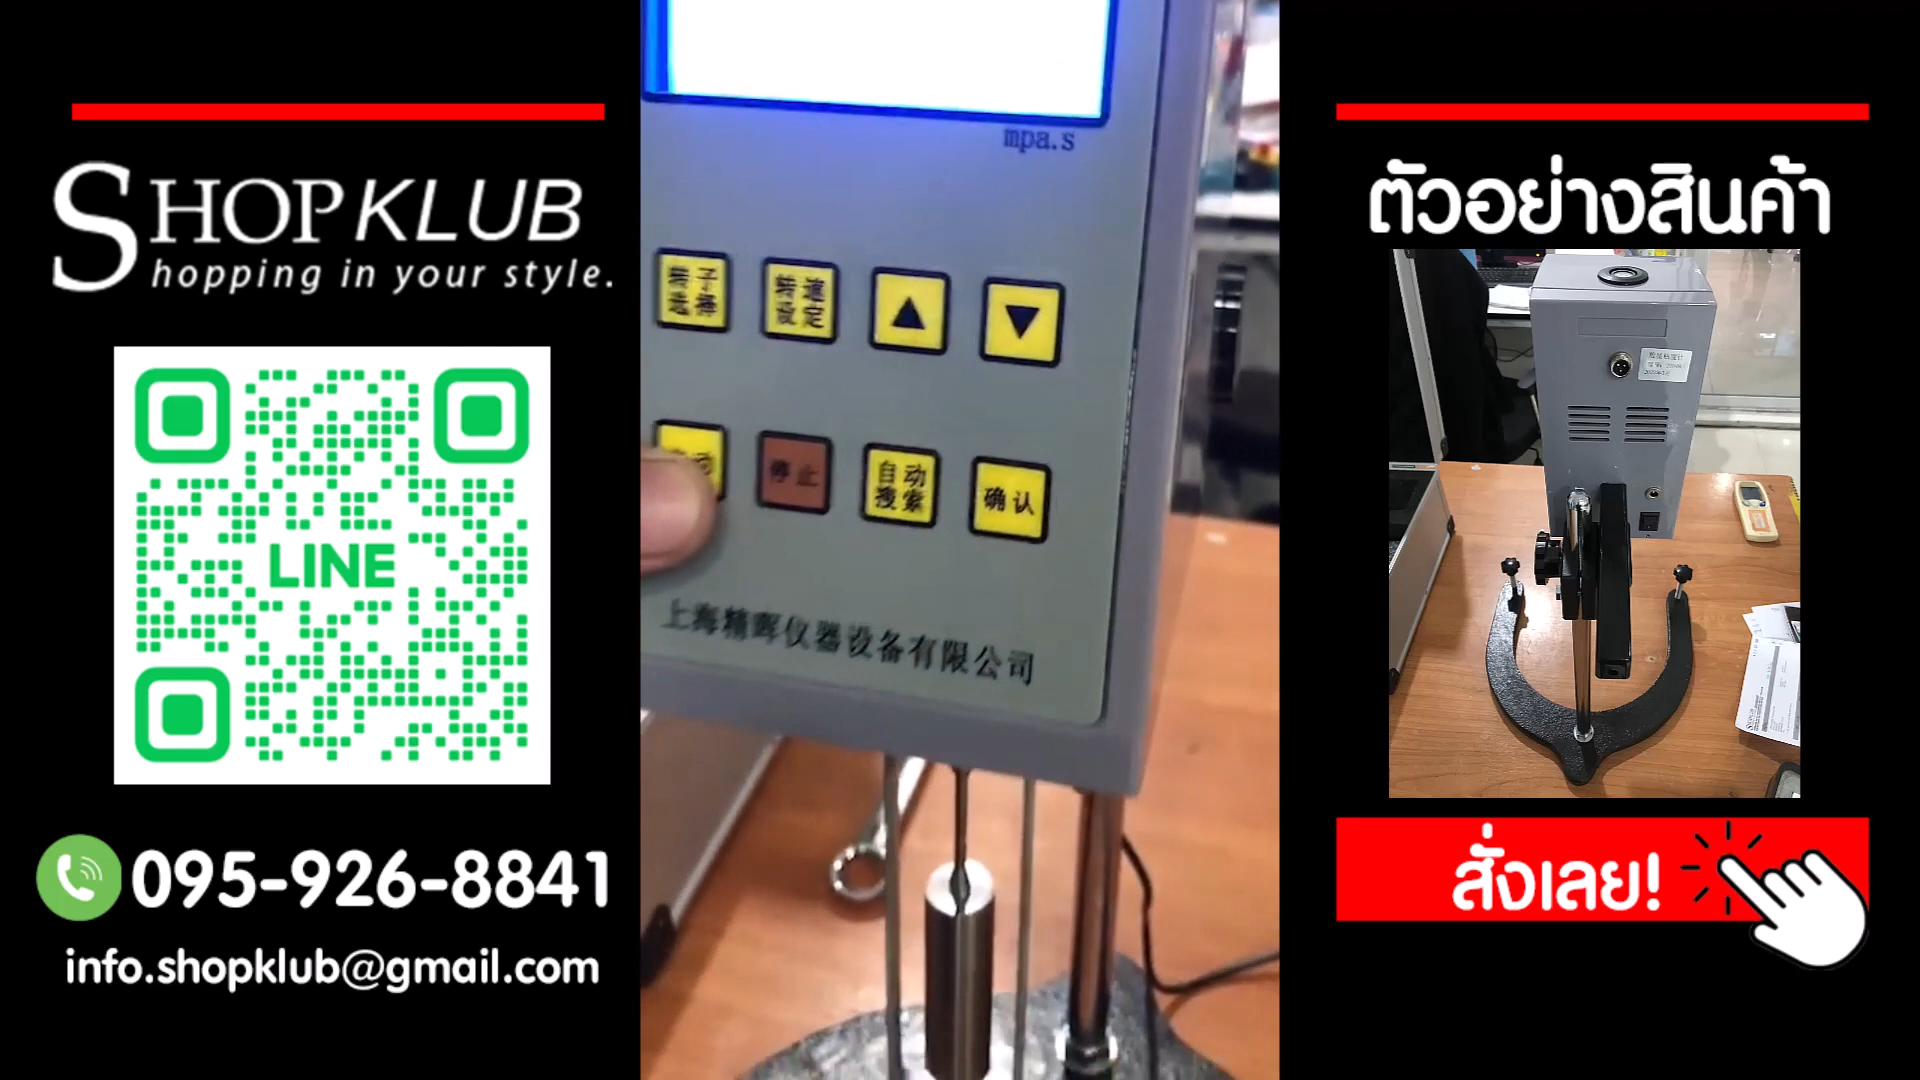 SHOPKLUB
hopping in your style.
LINE
095-926-8841
info.shopklub@gmail.com
mpa.s
转子
选择
转速
设定
▲
▼
动
停止
自动
搜索
确认
上海精晖仪器设备有限公司
ตัวอย่างสินค้า
สั่งเลย!